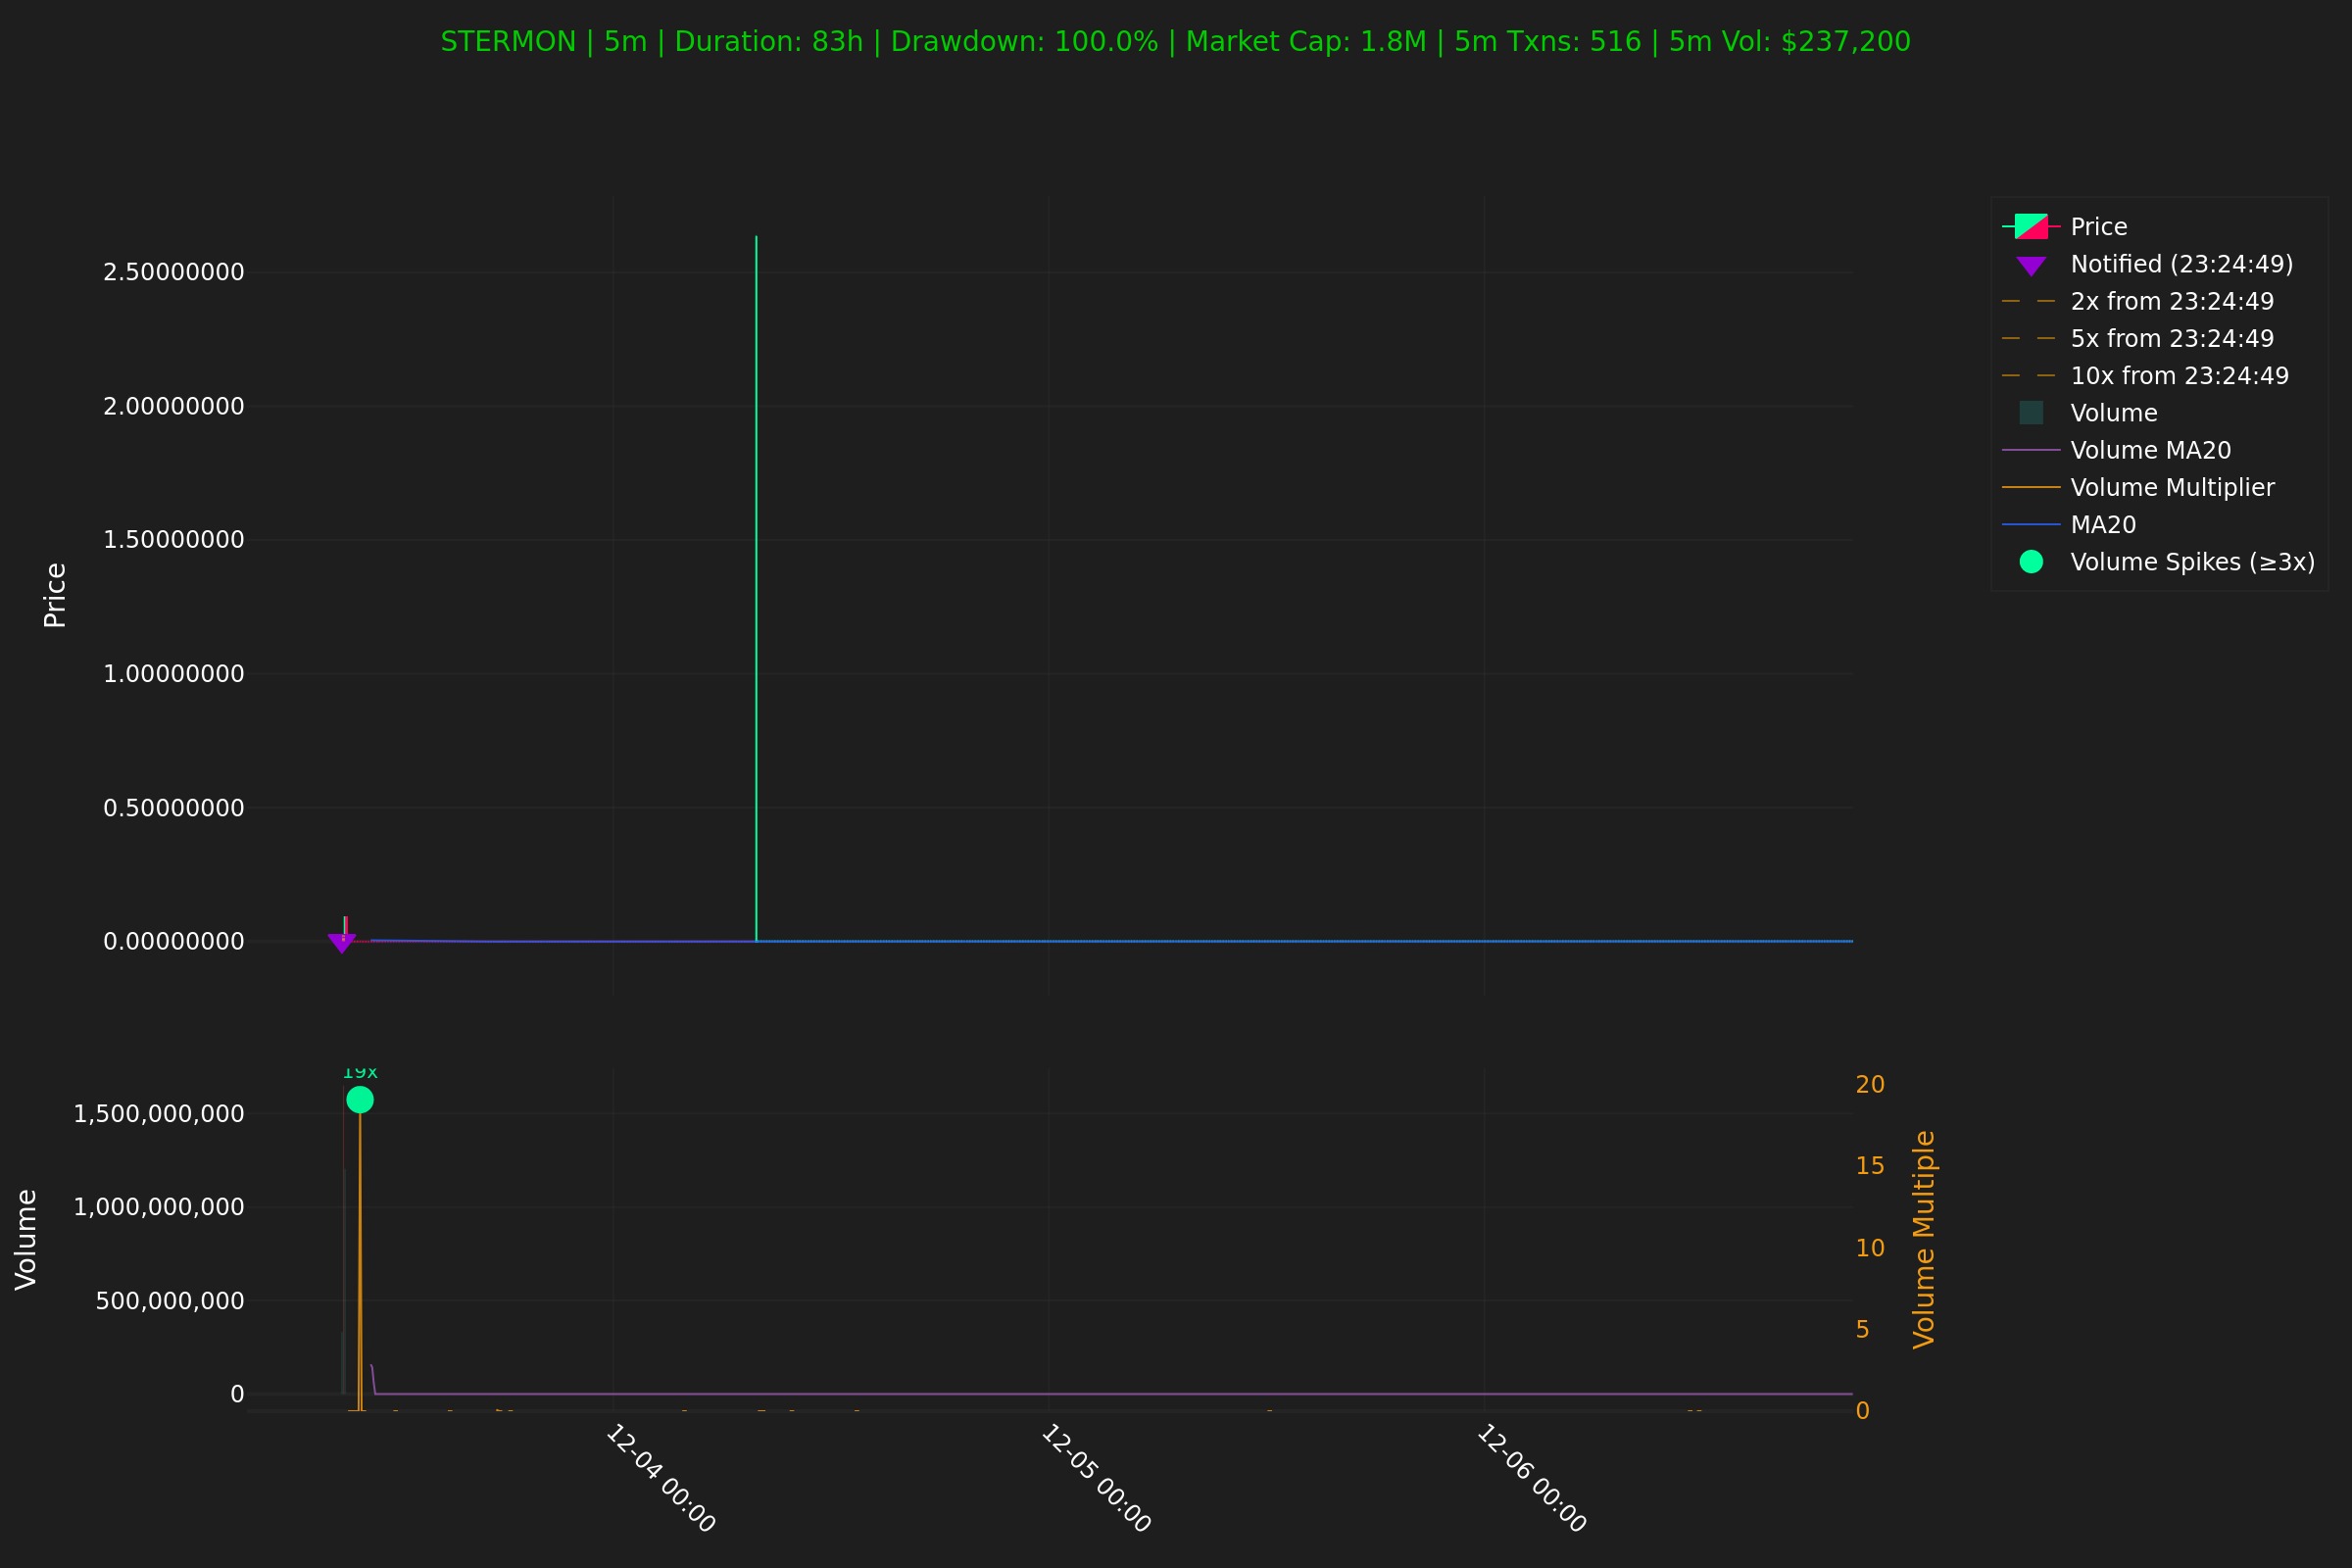 STERMON | 5m | Duration: 83h | Drawdown: 100.0% | Market Cap: 1.8M | 5m Txns: 516 | 5m Vol: $237,200
Price
2.50000000
2.00000000
1.50000000
1.00000000
0.50000000
0.00000000
Price
Notified (23:24:49)
2x from 23:24:49
5x from 23:24:49
10x from 23:24:49
Volume
Volume MA20
Volume Multiplier
MA20
Volume Spikes (≥3x)
Volume
1,500,000,000
1,000,000,000
500,000,000
0
19x
20
15
10
5
0
Volume Multiple
12-04 00:00
12-05 00:00
12-06 00:00